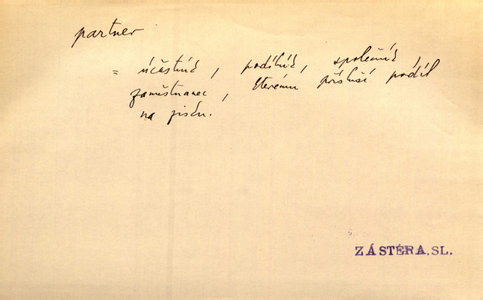 partner
= účastník, podílník, společník,
zaměstnanec, kterému přísluší podíl
na zisku.
ZÁSTĚRA, SL.